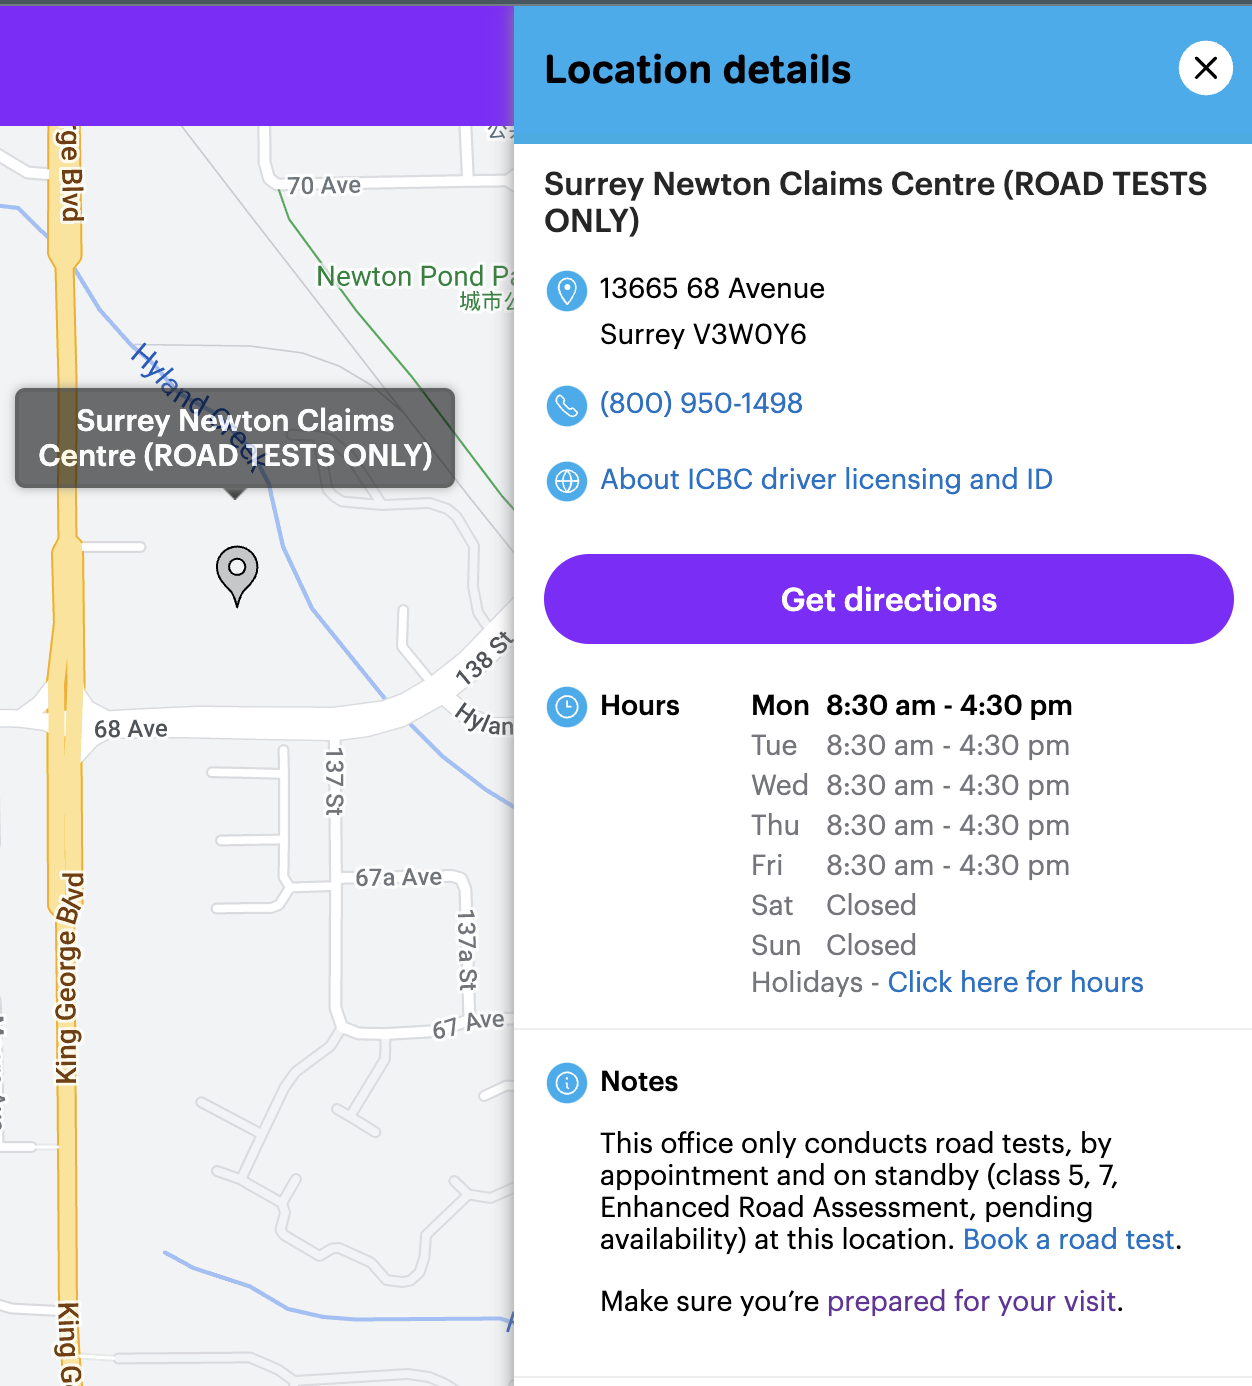 Location details
Surrey Newton Claims Centre (ROAD TESTS
ONLY)
13665 68 Avenue
Surrey V3W0Y6
(800) 950-1498
About ICBC driver licensing and ID
Get directions
Hours
Mon 8:30 am - 4:30 pm
Tue 8:30 am - 4:30 pm
Wed 8:30 am - 4:30 pm
Thu 8:30 am - 4:30 pm
Fri 8:30 am - 4:30 pm
Sat Closed
Sun Closed
Holidays - Click here for hours
Notes
This office only conducts road tests, by
appointment and on standby (class 5, 7,
Enhanced Road Assessment, pending
availability) at this location. Book a road test.
Make sure you're prepared for your visit.
rge Blvd
70 Ave
Newton Pond Pa
城市公
Hyland Creek
Surrey Newton Claims
Centre (ROAD TESTS ONLY)
138 St
68 Ave
Hylan
137 St
67a Ave
King George Blvd
137a St
67 Ave
King G